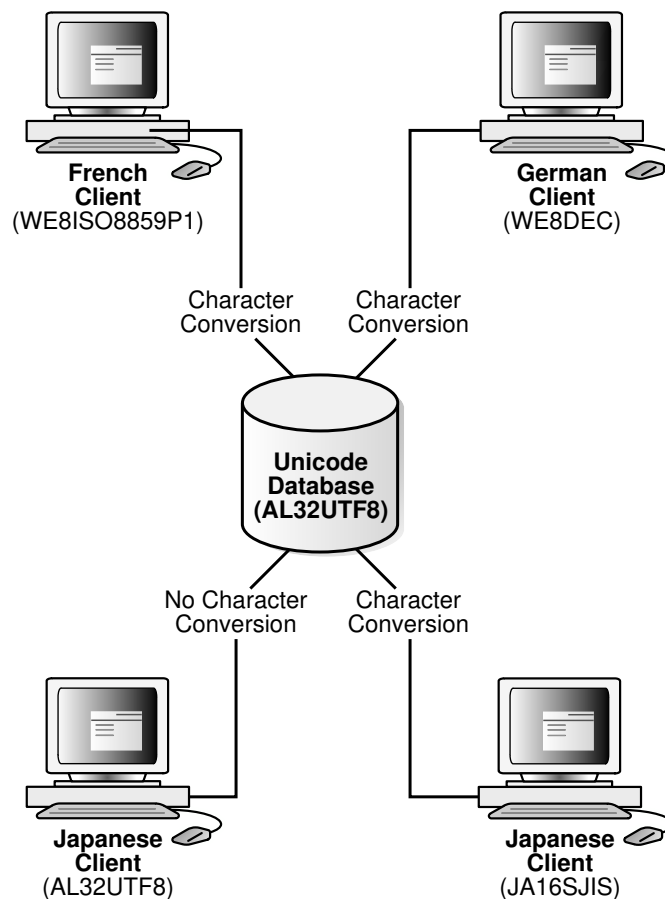 French
Client
(WE8ISO8859P1)
German
Client
(WE8DEC)
Character
Conversion
Character
Conversion
Unicode
Database
(AL32UTF8)
No Character
Conversion
Character
Conversion
Japanese
Client
(AL32UTF8)
Japanese
Client
(JA16SJIS)